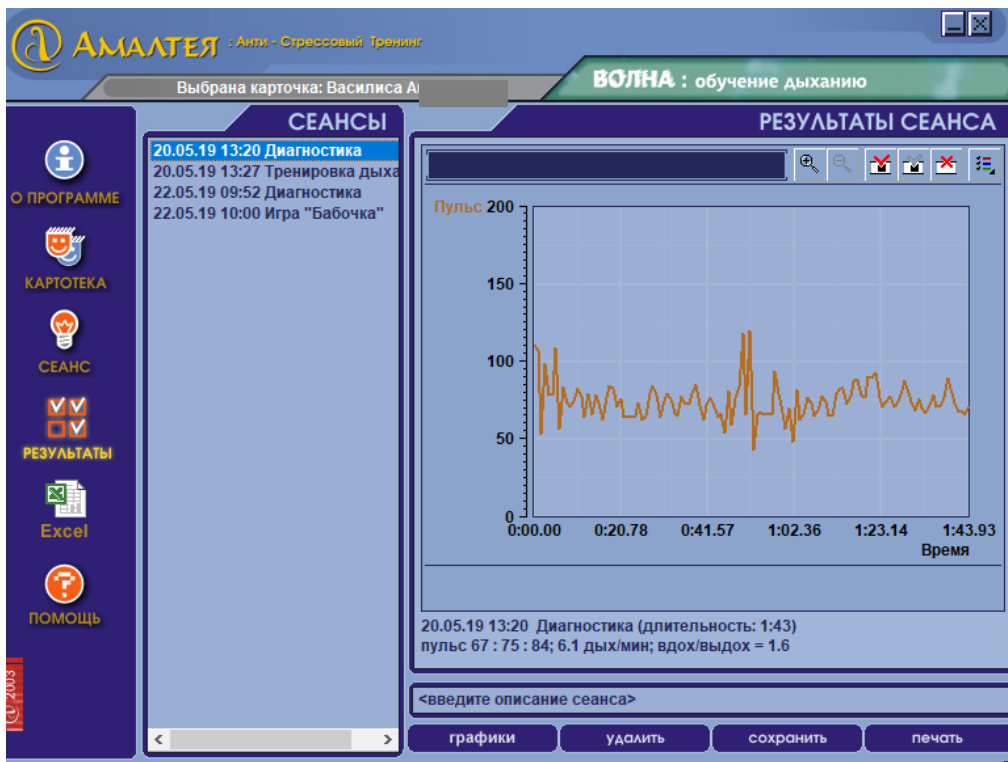 АМАЛТЕЯ : Анти - Стрессовый Тренинг
Выбрана карточка: Василиса А
ВОЛНА : обучение дыханию
О ПРОГРАММЕ
КАРТОТЕКА
СЕАНС
РЕЗУЛЬТАТЫ
Excel
ПОМОЩЬ
@ 2003
СЕАНСЫ
20.05.19 13:20 Диагностика
20.05.19 13:27 Тренировка дыха
22.05.19 09:52 Диагностика
22.05.19 10:00 Игра "Бабочка"
РЕЗУЛЬТАТЫ СЕАНСА
Пульс 200
150
100
50
0
0:00.00 0:20.78 0:41.57 1:02.36 1:23.14 1:43.93
Время
20.05.19 13:20 Диагностика (длительность: 1:43)
пульс 67 : 75 : 84; 6.1 дых/мин; вдох/выдох = 1.6
<введите описание сеанса>
графики удалить сохранить печать